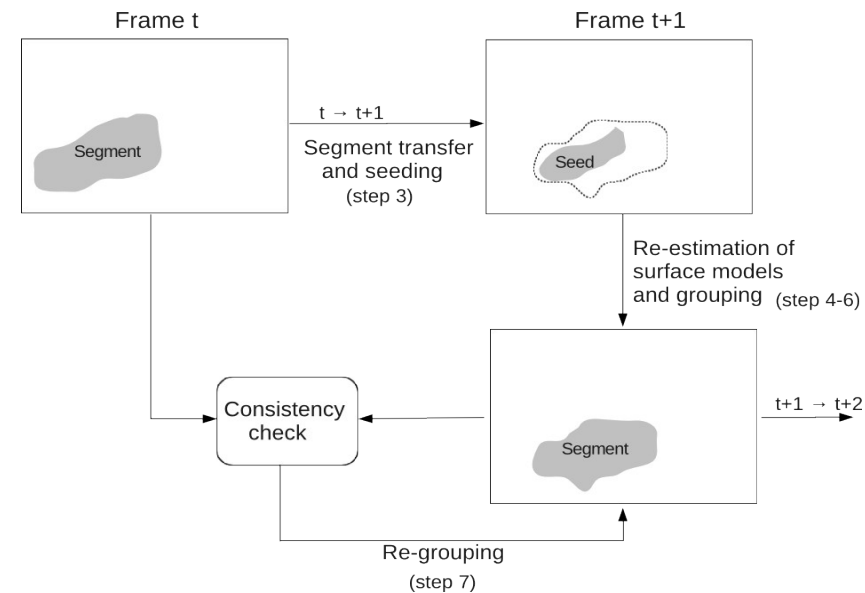 Frame t
Frame t+1
t → t+1
Segment transfer
and seeding
(step 3)
Segment
Seed
Re-estimation of
surface models
and grouping (step 4-6)
Consistency
check
Segment
t+1 → t+2
Re-grouping
(step 7)